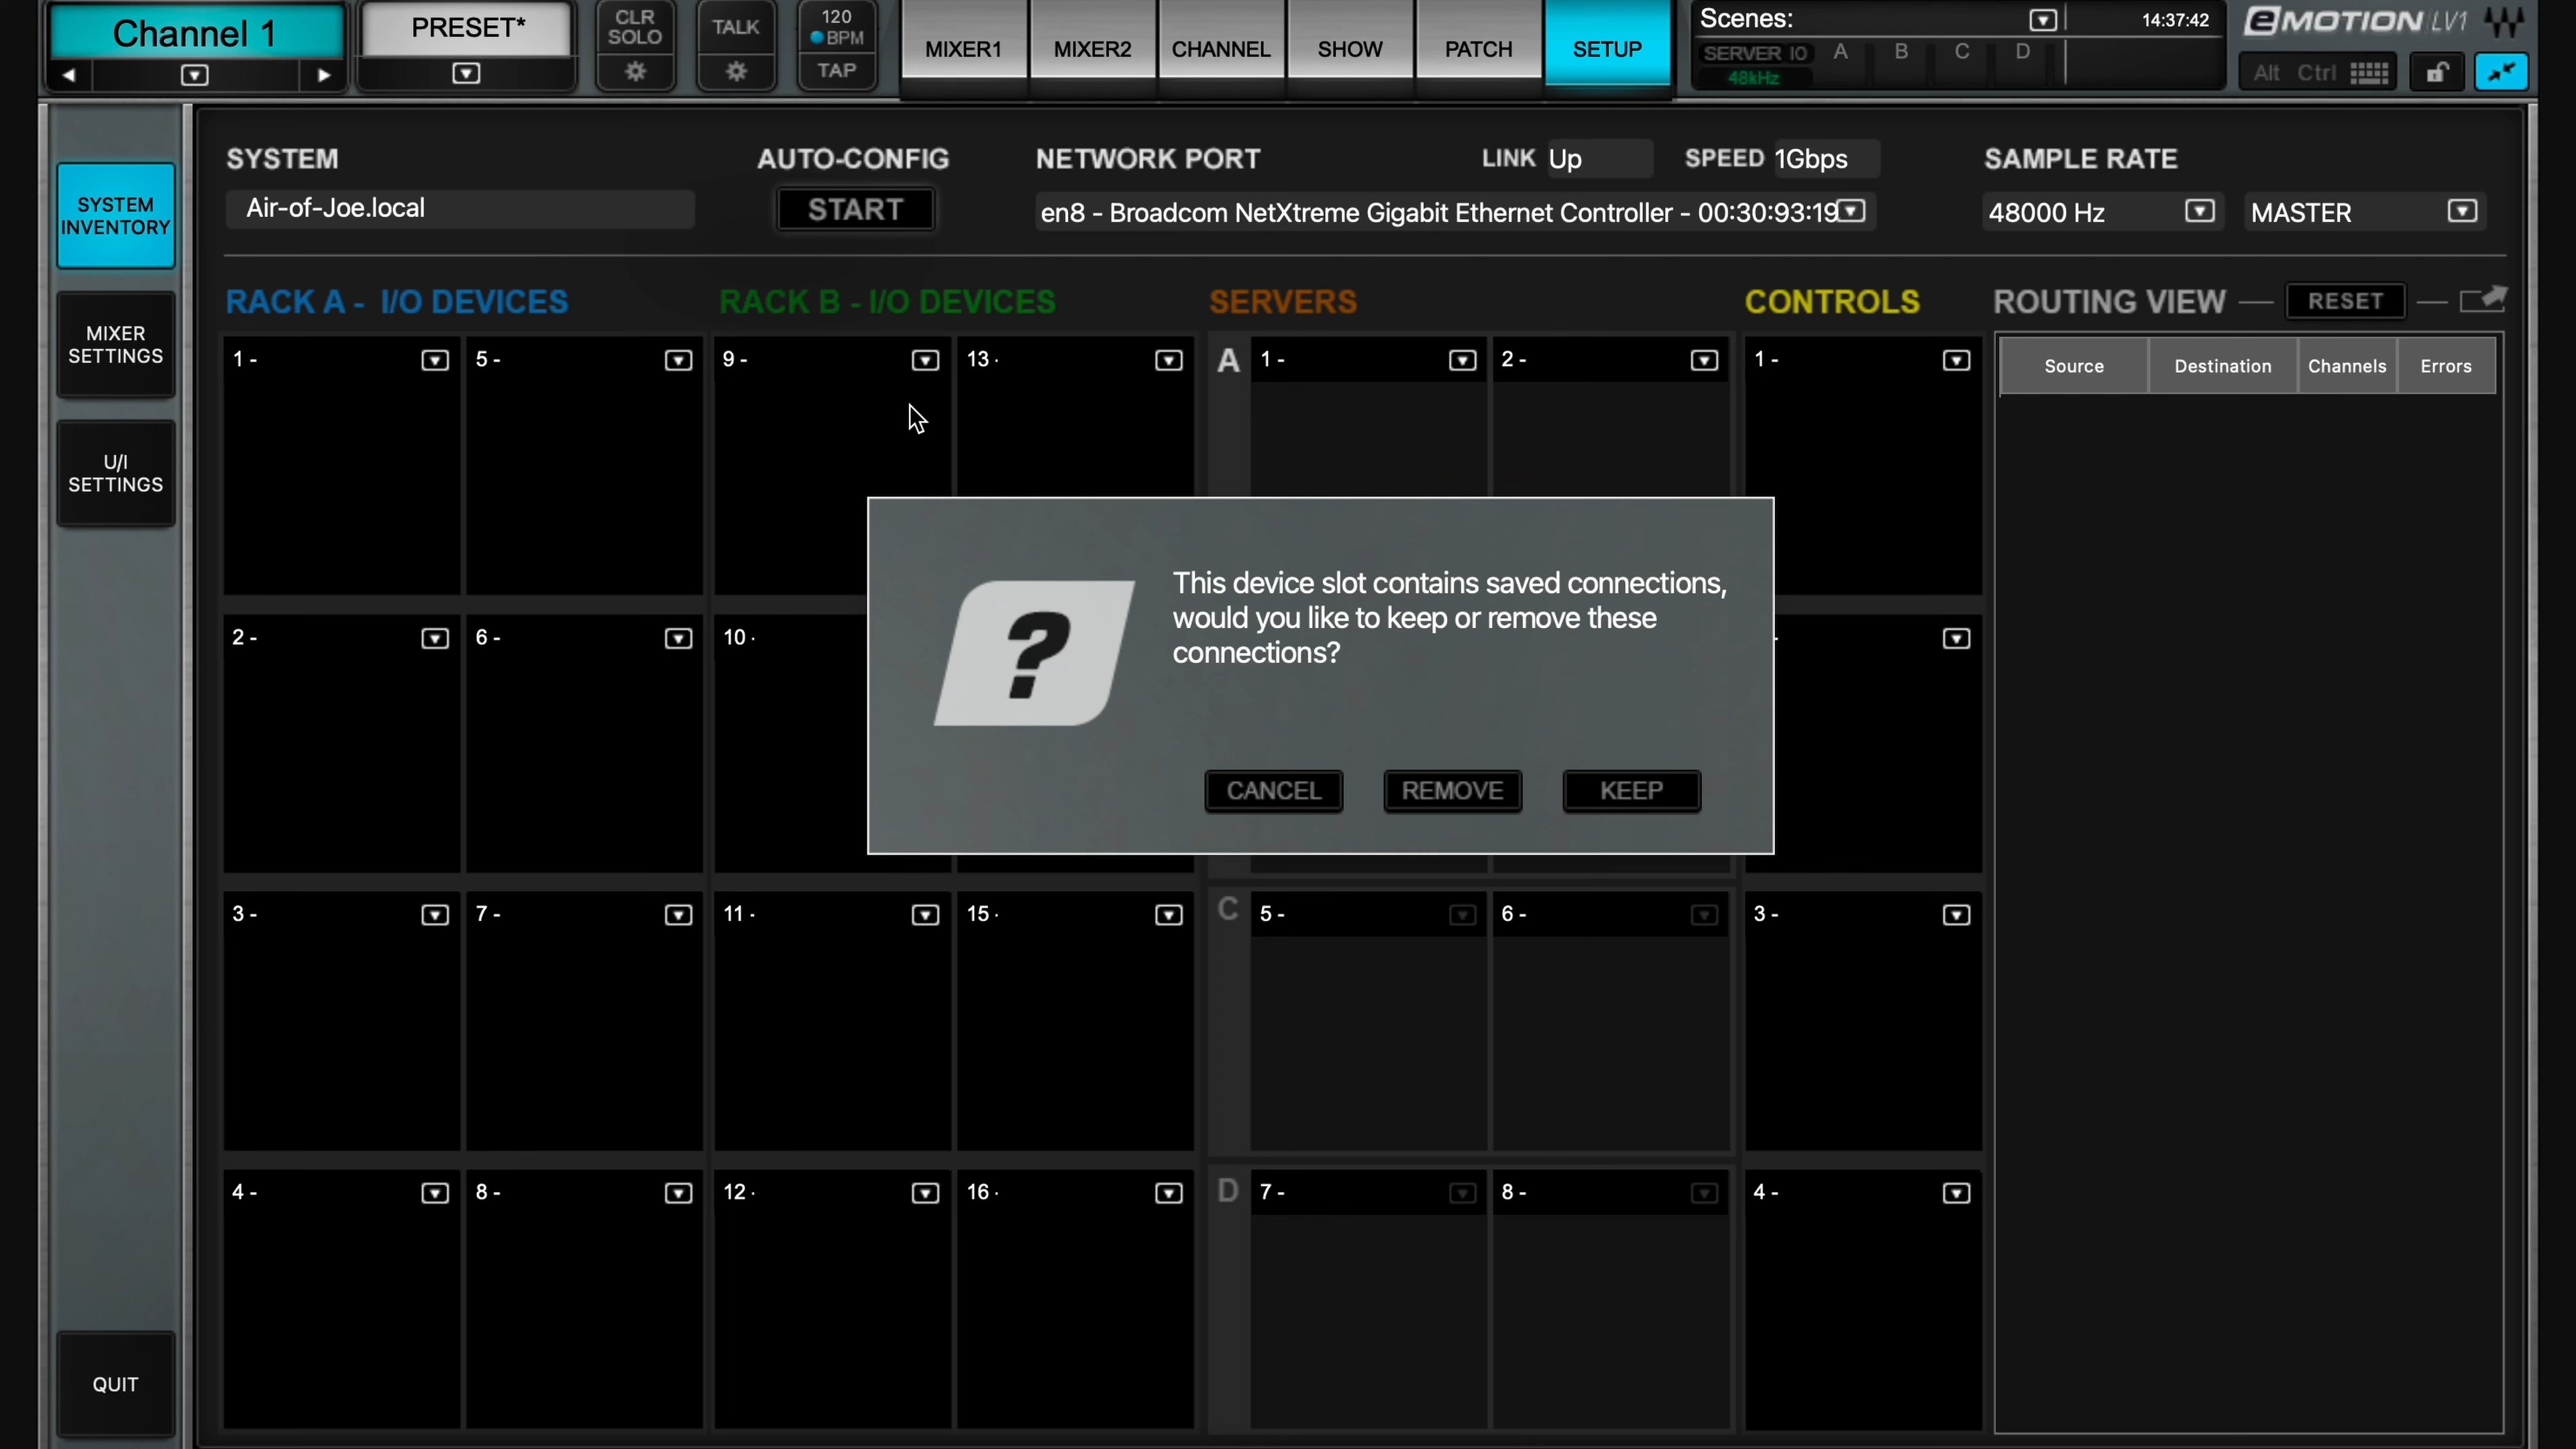 Channel 1
PRESET*
CLR
SOLO
TALK
120
BPM
TAP
MIXER1
MIXER2
CHANNEL
SHOW
PATCH
SETUP
Scenes:
14:37:42
SERVER IO A B C D
48kHz
eMOTION LV1
Alt Ctrl
SYSTEM
INVENTORY
MIXER
SETTINGS
U/I
SETTINGS
QUIT
SYSTEM
Air-of-Joe.local
AUTO-CONFIG
START
NETWORK PORT
LINK Up
SPEED 1Gbps
en8 - Broadcom NetXtreme Gigabit Ethernet Controller - 00:30:93:19
SAMPLE RATE
48000 Hz
MASTER
RACK A - I/O DEVICES
RACK B - I/O DEVICES
SERVERS
CONTROLS
ROUTING VIEW
RESET
1 -
5 -
9 -
13 ·
A
1 -
2 -
1 -
Source
Destination
Channels
Errors
This device slot contains saved connections,
would you like to keep or remove these
connections?
CANCEL
REMOVE
KEEP
2 -
6 -
10 ·
3 -
7 -
11 ·
15 ·
C
5 -
6 -
3 -
4 -
8 -
12 ·
16 ·
D
7 -
8 -
4 -